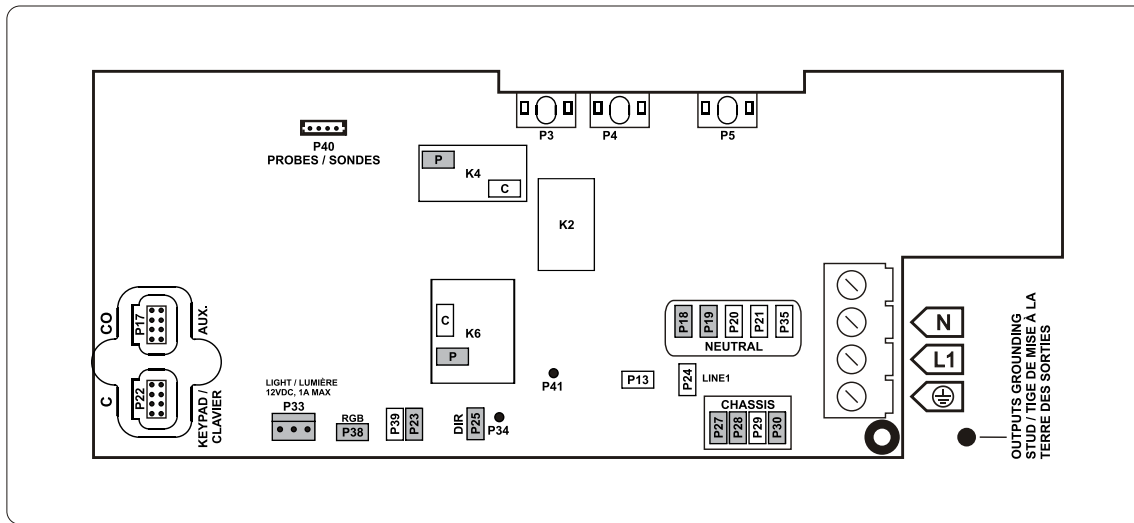 P3
P4
P5
P40
PROBES / SONDES
P
K4
C
K2
CO
P17
AUX.
C
P22
KEYPAD /
CLAVIER
C
K6
P
P18
P19
P20
P21
P35
NEUTRAL
N
L1
P41
P13
P24
LINE1
LIGHT / LUMIÈRE
12VDC, 1A MAX
P33
RGB
P38
P39
P23
DIR
P25
P34
CHASSIS
P27
P28
P29
P30
OUTPUTS GROUNDING
STUD / TIGE DE MISE À LA
TERRE DES SORTIES